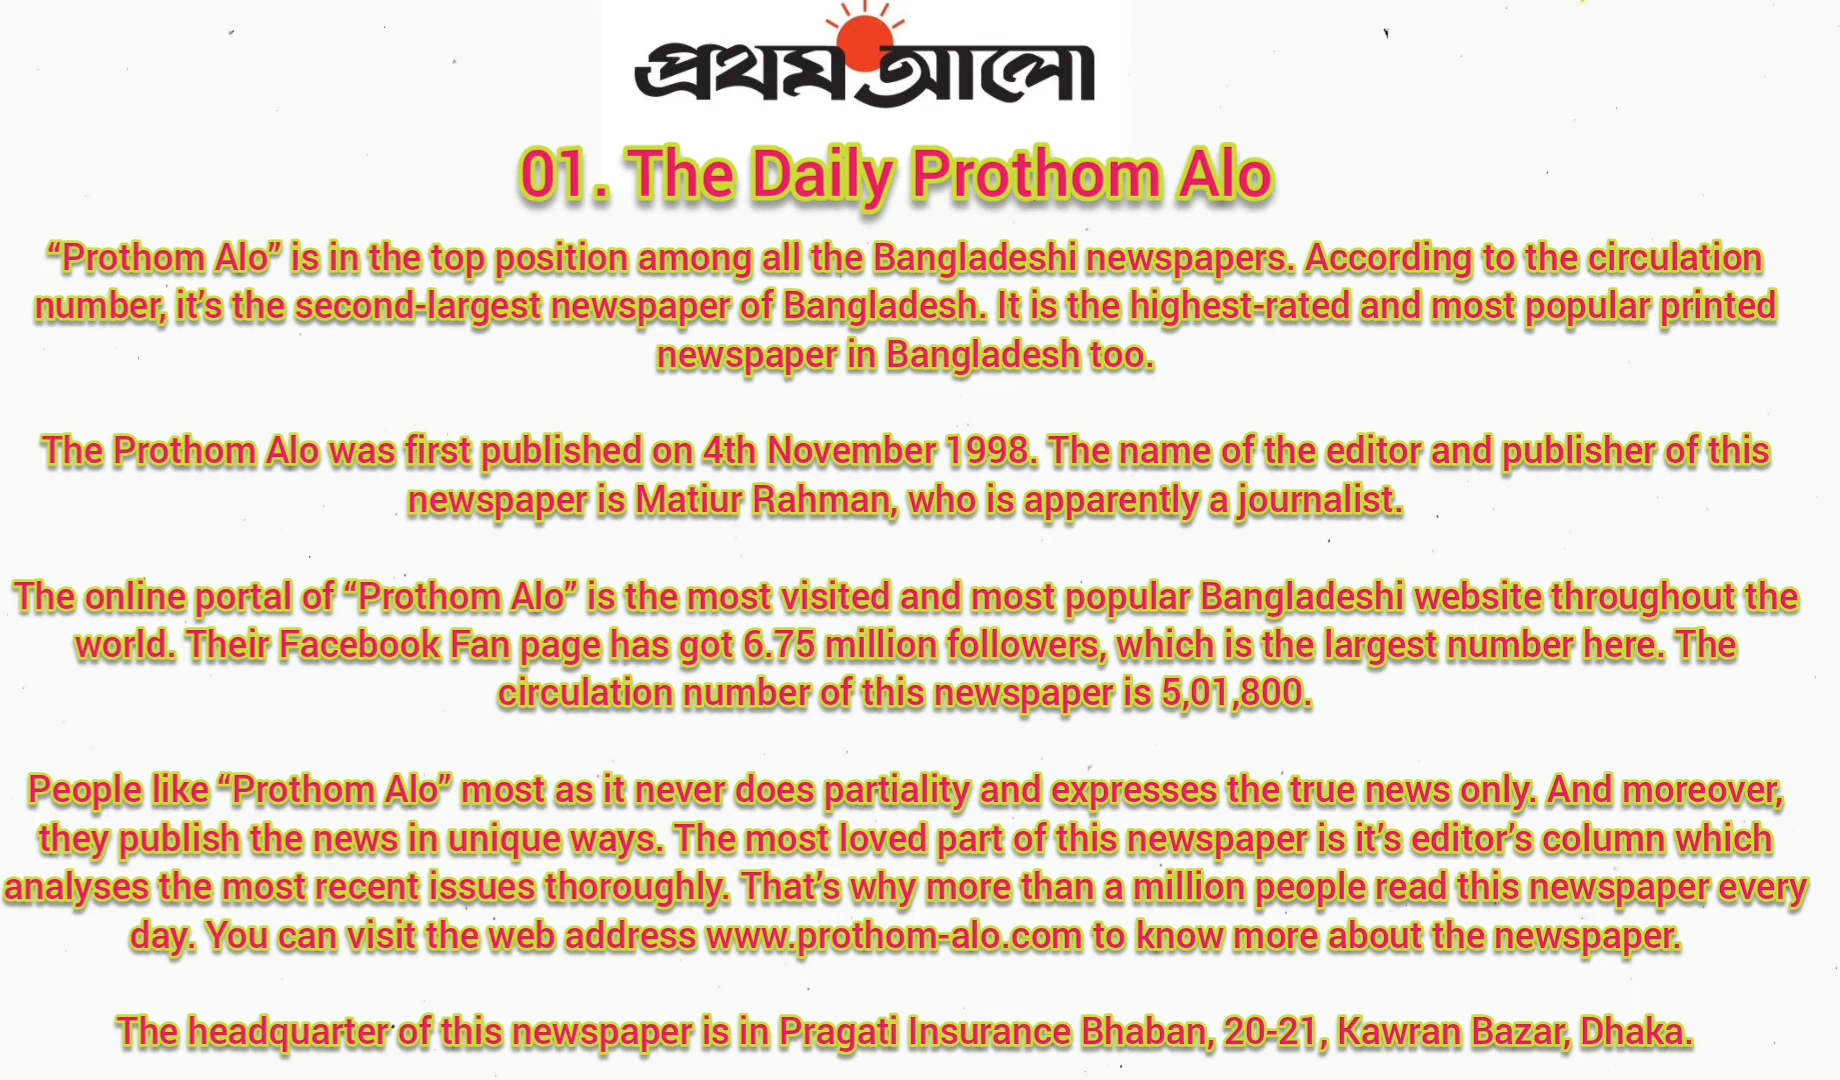 প্রথম আলো
01. The Daily Prothom Alo
“Prothom Alo” is in the top position among all the Bangladeshi newspapers. According to the circulation
number, it’s the second-largest newspaper of Bangladesh. It is the highest-rated and most popular printed
newspaper in Bangladesh too.
The Prothom Alo was first published on 4th November 1998. The name of the editor and publisher of this
newspaper is Matiur Rahman, who is apparently a journalist.
The online portal of “Prothom Alo” is the most visited and most popular Bangladeshi website throughout the
world. Their Facebook Fan page has got 6.75 million followers, which is the largest number here. The
circulation number of this newspaper is 5,01,800.
People like “Prothom Alo” most as it never does partiality and expresses the true news only. And moreover,
they publish the news in unique ways. The most loved part of this newspaper is it’s editor’s column which
analyses the most recent issues thoroughly. That’s why more than a million people read this newspaper every
day. You can visit the web address www.prothom-alo.com to know more about the newspaper.
The headquarter of this newspaper is in Pragati Insurance Bhaban, 20-21, Kawran Bazar, Dhaka.